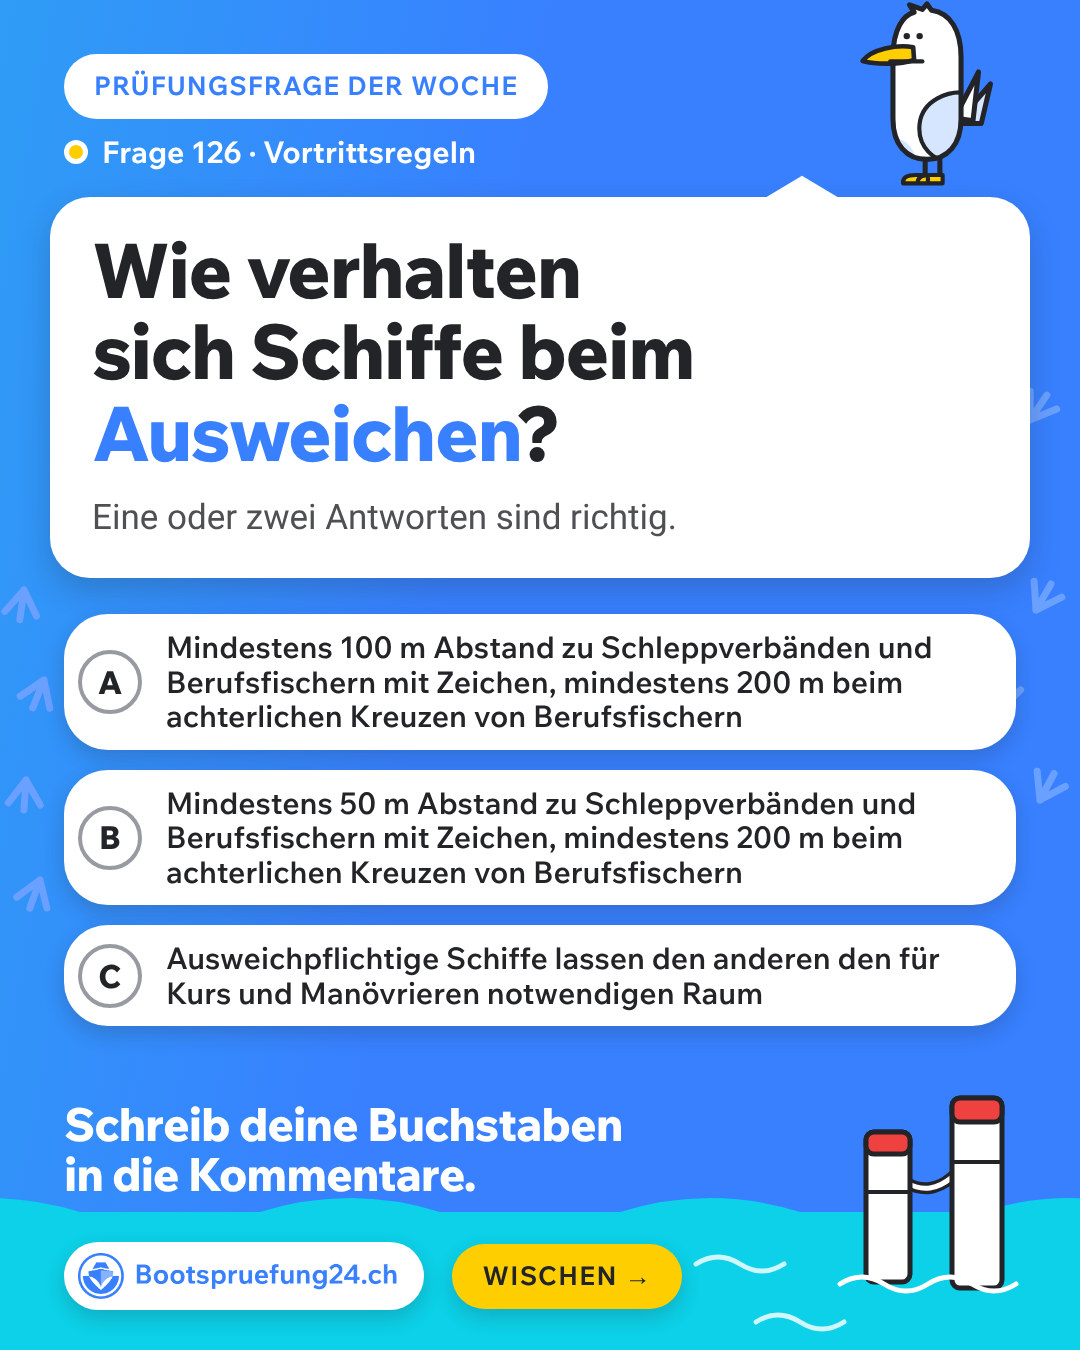 PRÜFUNGSFRAGE DER WOCHE
Frage 126 · Vortrittsregeln
Wie verhalten
sich Schiffe beim
Ausweichen?
Eine oder zwei Antworten sind richtig.
A
Mindestens 100 m Abstand zu Schleppverbänden und
Berufsfischern mit Zeichen, mindestens 200 m beim
achterlichen Kreuzen von Berufsfischern
B
Mindestens 50 m Abstand zu Schleppverbänden und
Berufsfischern mit Zeichen, mindestens 200 m beim
achterlichen Kreuzen von Berufsfischern
C
Ausweichpflichtige Schiffe lassen den anderen den für
Kurs und Manövrieren notwendigen Raum
Schreib deine Buchstaben
in die Kommentare.
Bootspruefung24.ch
WISCHEN →